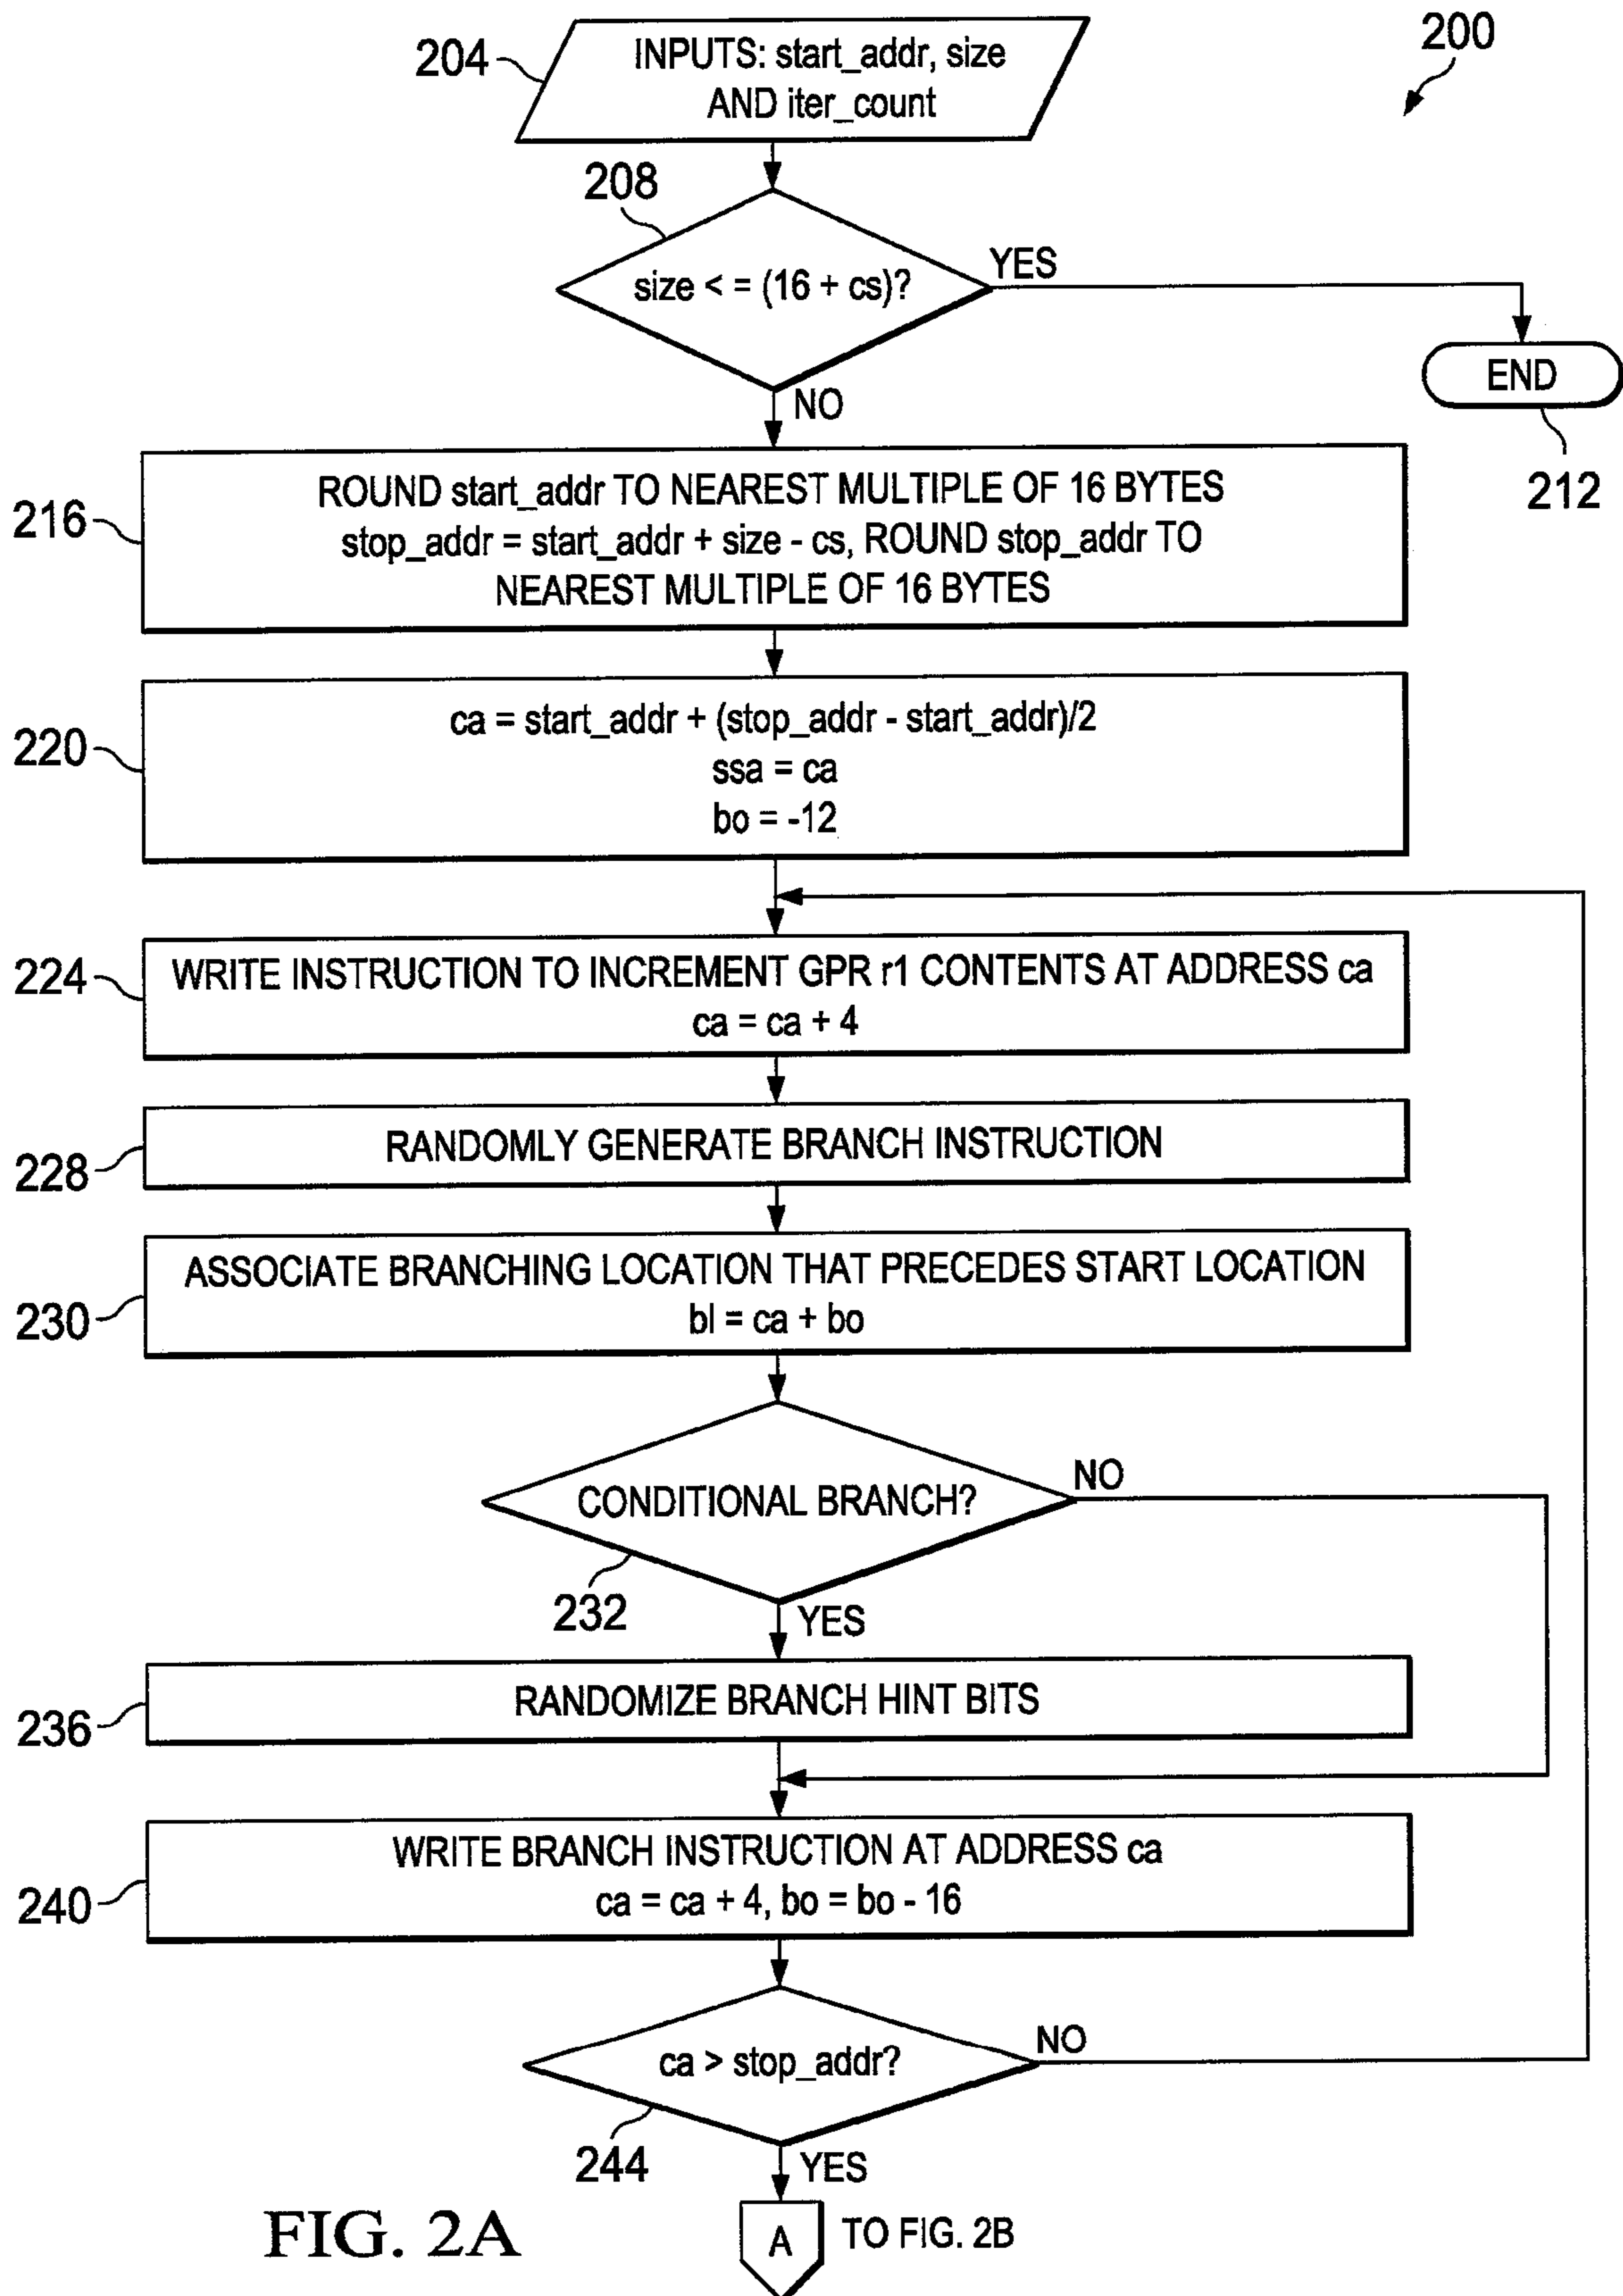 200
204
INPUTS: start_addr, size
AND iter_count
208
size < = (16 + cs)?
YES
END
212
NO
216
ROUND start_addr TO NEAREST MULTIPLE OF 16 BYTES
stop_addr = start_addr + size - cs, ROUND stop_addr TO
NEAREST MULTIPLE OF 16 BYTES
220
ca = start_addr + (stop_addr - start_addr)/2
ssa = ca
bo = -12
224
WRITE INSTRUCTION TO INCREMENT GPR r1 CONTENTS AT ADDRESS ca
ca = ca + 4
228
RANDOMLY GENERATE BRANCH INSTRUCTION
230
ASSOCIATE BRANCHING LOCATION THAT PRECEDES START LOCATION
bl = ca + bo
CONDITIONAL BRANCH?
NO
232
YES
236
RANDOMIZE BRANCH HINT BITS
240
WRITE BRANCH INSTRUCTION AT ADDRESS ca
ca = ca + 4, bo = bo - 16
ca > stop_addr?
NO
244
YES
A
TO FIG. 2B
FIG. 2A